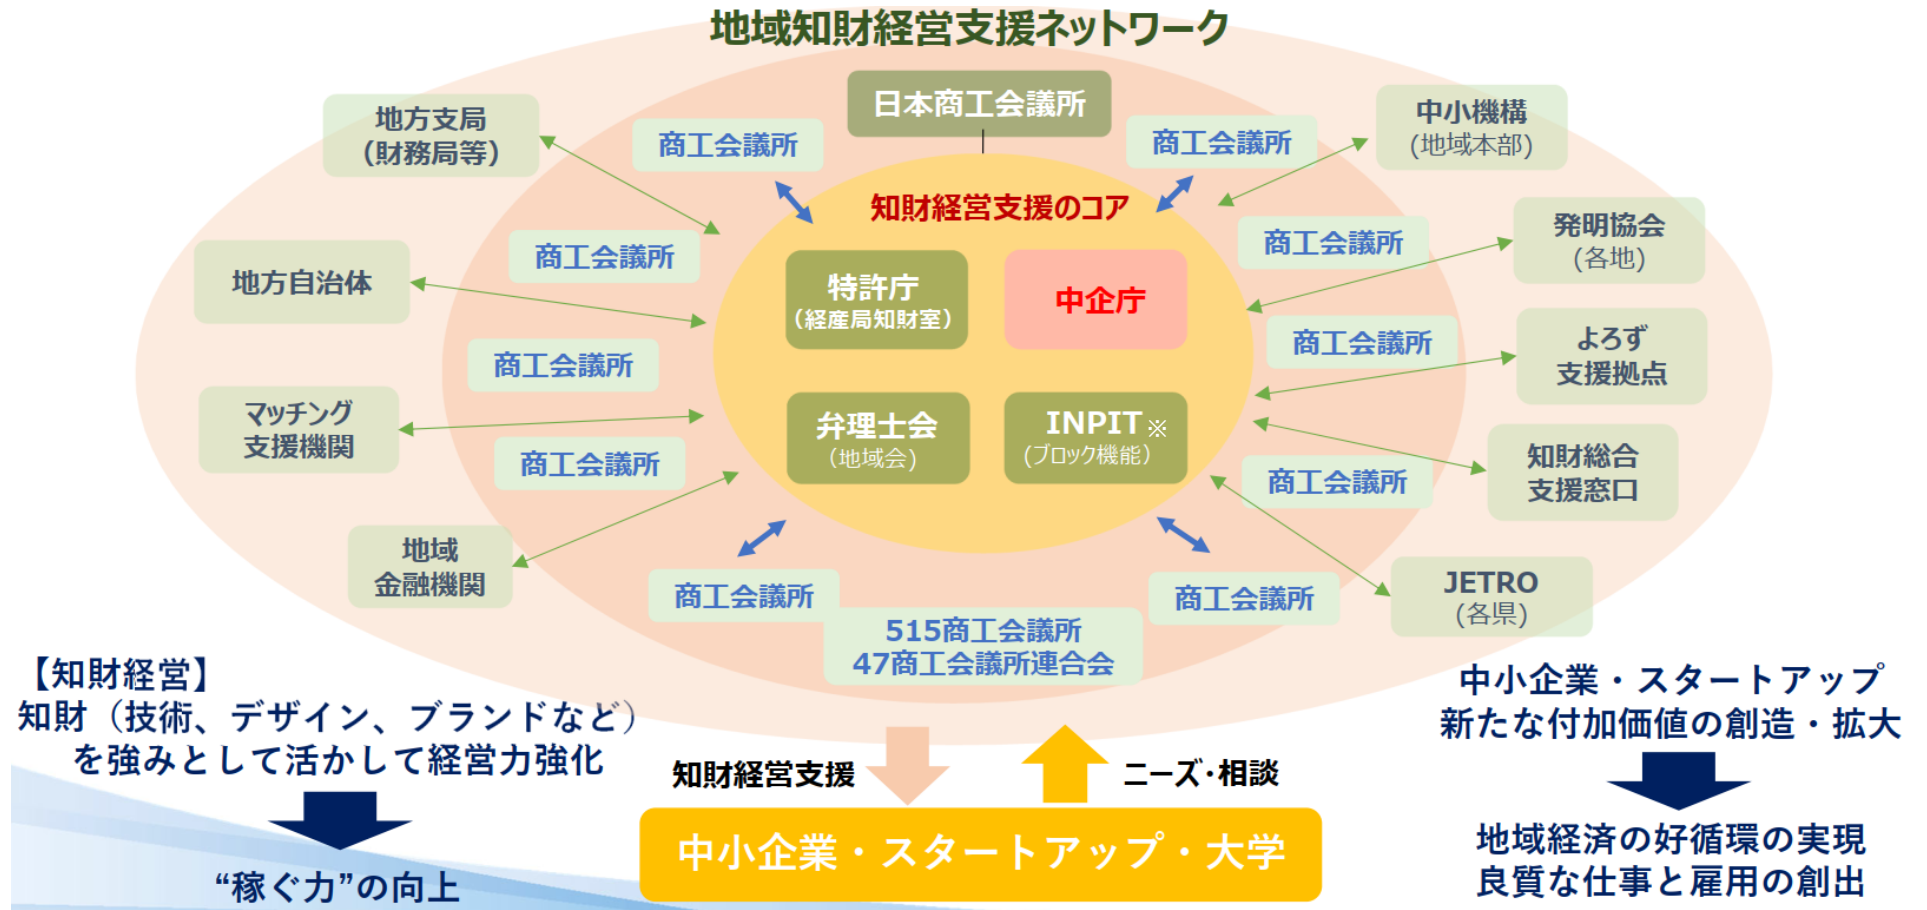 地域知財経営支援ネットワーク
日本商工会議所
地方支局
（財務局等）
商工会議所
商工会議所
中小機構
(地域本部)
知財経営支援のコア
商工会議所
商工会議所
発明協会
(各地)
地方自治体
特許庁
（経産局知財室）
中企庁
商工会議所
商工会議所
よろず
支援拠点
マッチング
支援機関
弁理士会
（地域会）
INPIT※
(ブロック機能）
商工会議所
商工会議所
知財総合
支援窓口
地域
金融機関
商工会議所
商工会議所
JETRO
(各県)
515商工会議所
47商工会議所連合会
【知財経営】
知財（技術、デザイン、ブランドなど）
を強みとして活かして経営力強化
“稼ぐ力”の向上
知財経営支援
ニーズ・相談
中小企業・スタートアップ・大学
中小企業・スタートアップ
新たな付加価値の創造・拡大
地域経済の好循環の実現
良質な仕事と雇用の創出